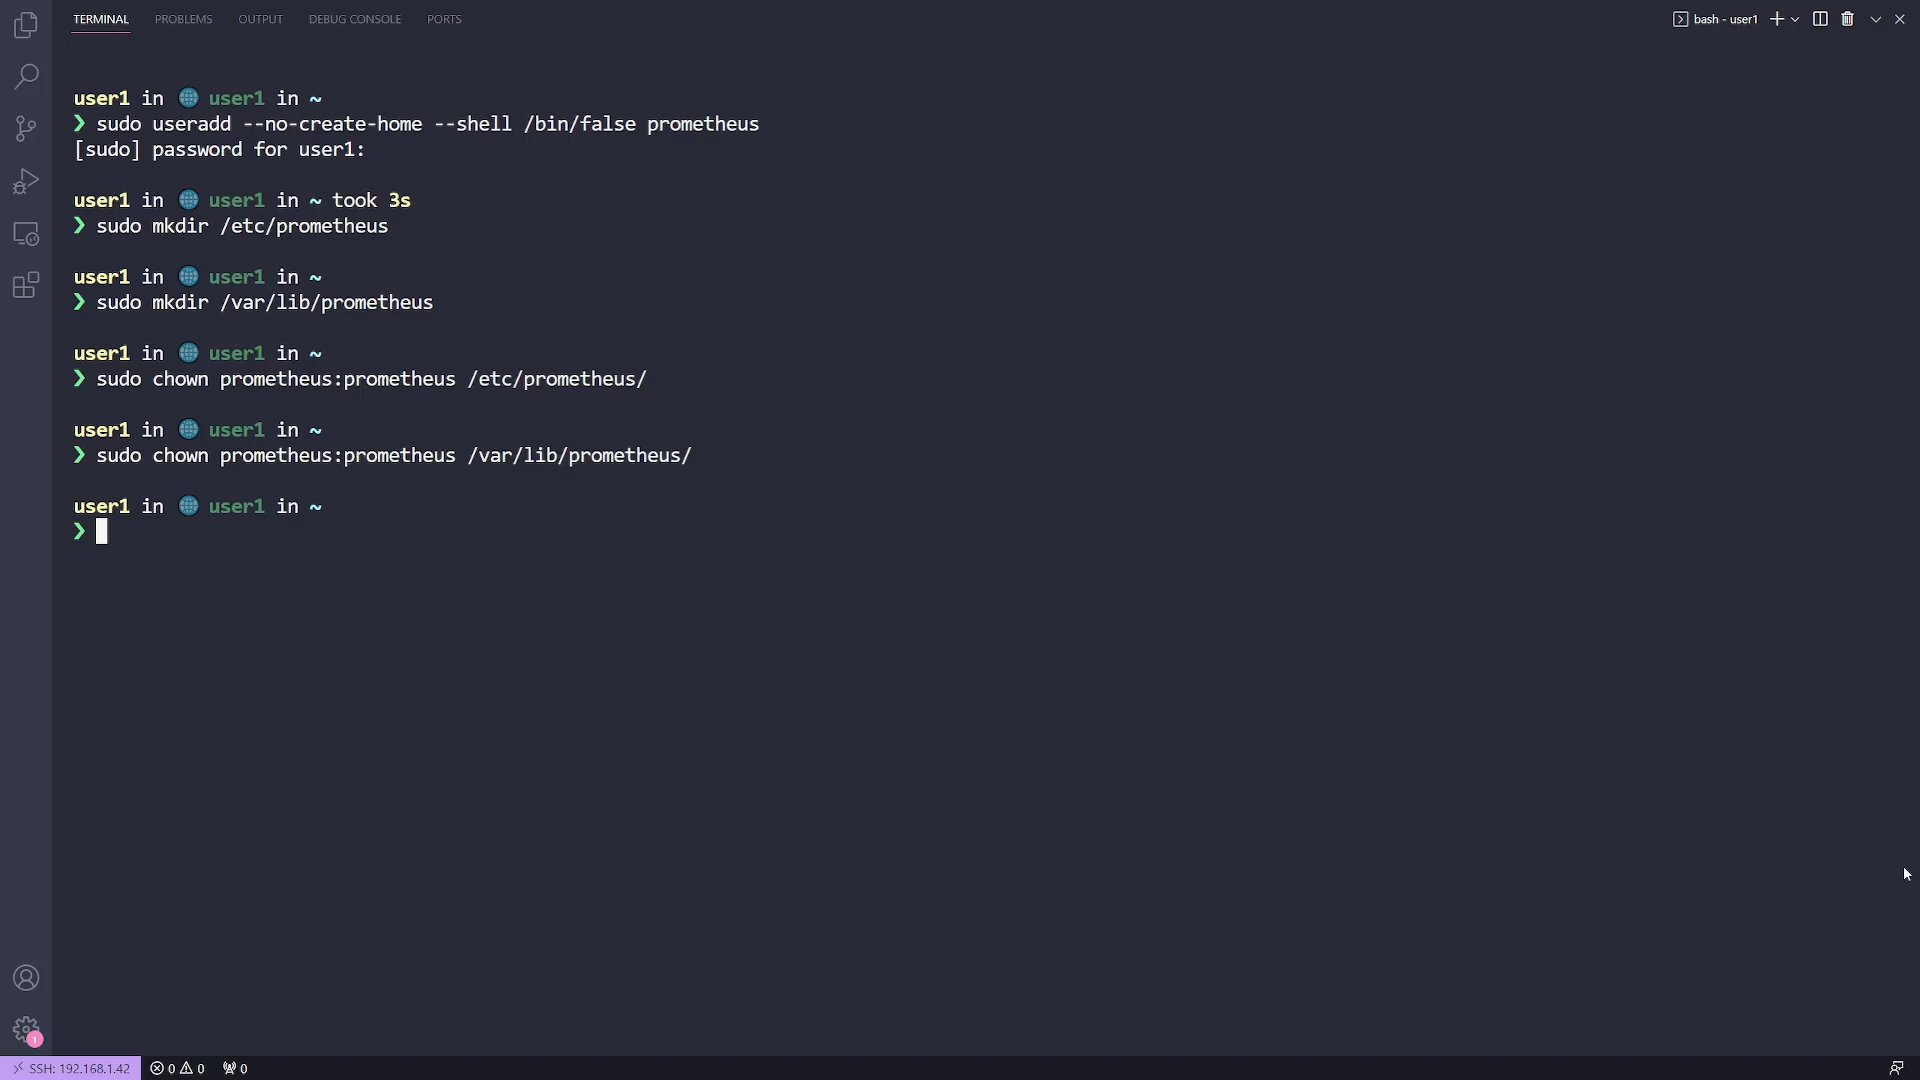 TERMINAL PROBLEMS OUTPUT DEBUG CONSOLE PORTS bash - user1
user1 in user1 in ~
❯ sudo useradd --no-create-home --shell /bin/false prometheus
[sudo] password for user1:
user1 in user1 in ~ took 3s
❯ sudo mkdir /etc/prometheus
user1 in user1 in ~
❯ sudo mkdir /var/lib/prometheus
user1 in user1 in ~
❯ sudo chown prometheus:prometheus /etc/prometheus/
user1 in user1 in ~
❯ sudo chown prometheus:prometheus /var/lib/prometheus/
user1 in user1 in ~
❯
1
SSH: 192.168.1.42 0 0 0